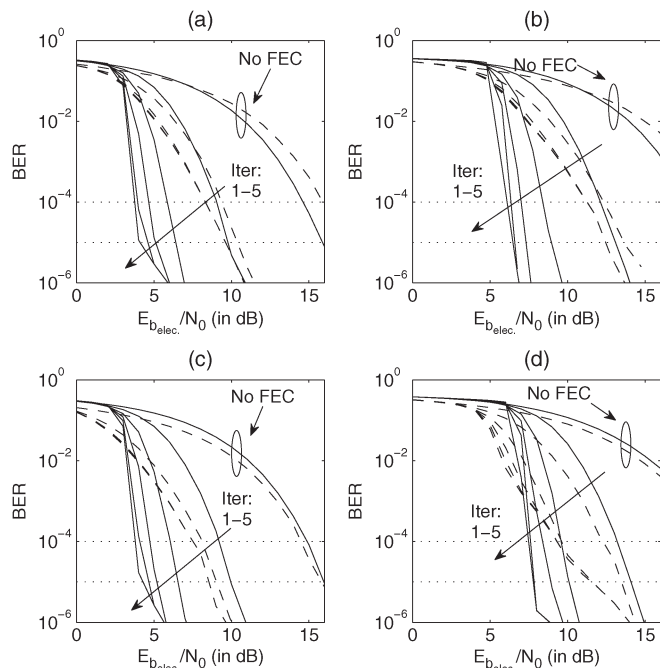 (a)
10^0
No FEC
10^-2
BER
Iter:
1–5
10^-4
10^-6
0 5 10 15
E_b_elec./N_0 (in dB)
(b)
10^0
No FEC
10^-2
BER
Iter:
1–5
10^-4
10^-6
0 5 10 15
E_b_elec./N_0 (in dB)
(c)
10^0
No FEC
10^-2
BER
Iter:
1–5
10^-4
10^-6
0 5 10 15
E_b_elec./N_0 (in dB)
(d)
10^0
No FEC
10^-2
BER
Iter:
1–5
10^-4
10^-6
0 5 10 15
E_b_elec./N_0 (in dB)